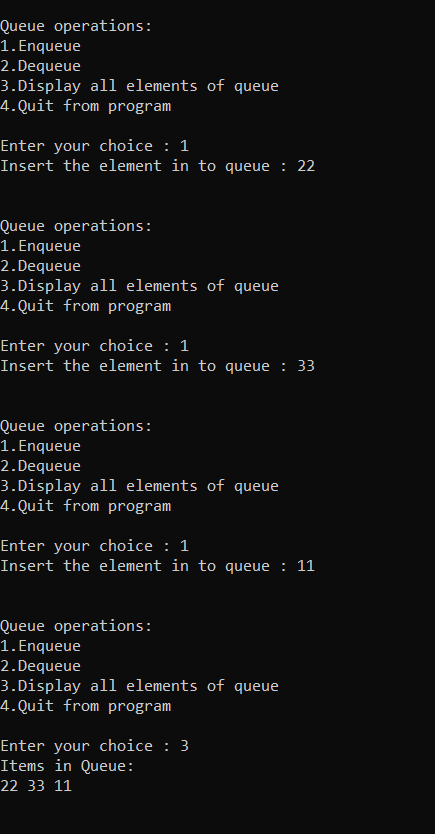 Queue operations:
1.Enqueue
2.Dequeue
3.Display all elements of queue
4.Quit from program
Enter your choice : 1
Insert the element in to queue : 22
Queue operations:
1.Enqueue
2.Dequeue
3.Display all elements of queue
4.Quit from program
Enter your choice : 1
Insert the element in to queue : 33
Queue operations:
1.Enqueue
2.Dequeue
3.Display all elements of queue
4.Quit from program
Enter your choice : 1
Insert the element in to queue : 11
Queue operations:
1.Enqueue
2.Dequeue
3.Display all elements of queue
4.Quit from program
Enter your choice : 3
Items in Queue:
22 33 11